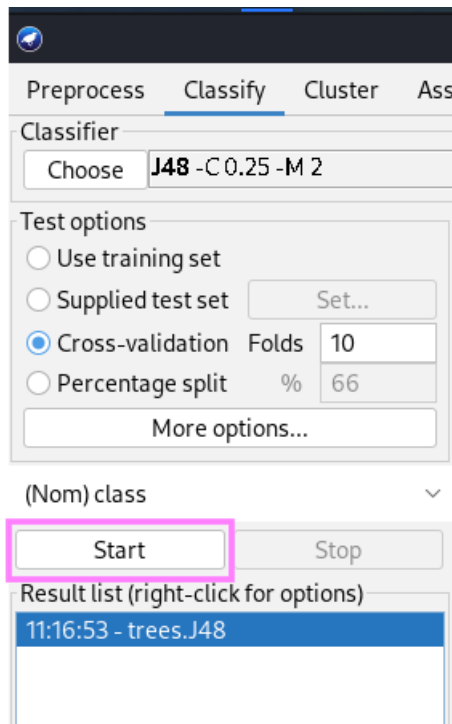 Preprocess Classify Cluster Ass
Classifier
Choose J48 -C 0.25 -M 2
Test options
Use training set
Supplied test set Set...
Cross-validation Folds 10
Percentage split % 66
More options...
(Nom) class
Start Stop
Result list (right-click for options)
11:16:53 - trees.J48